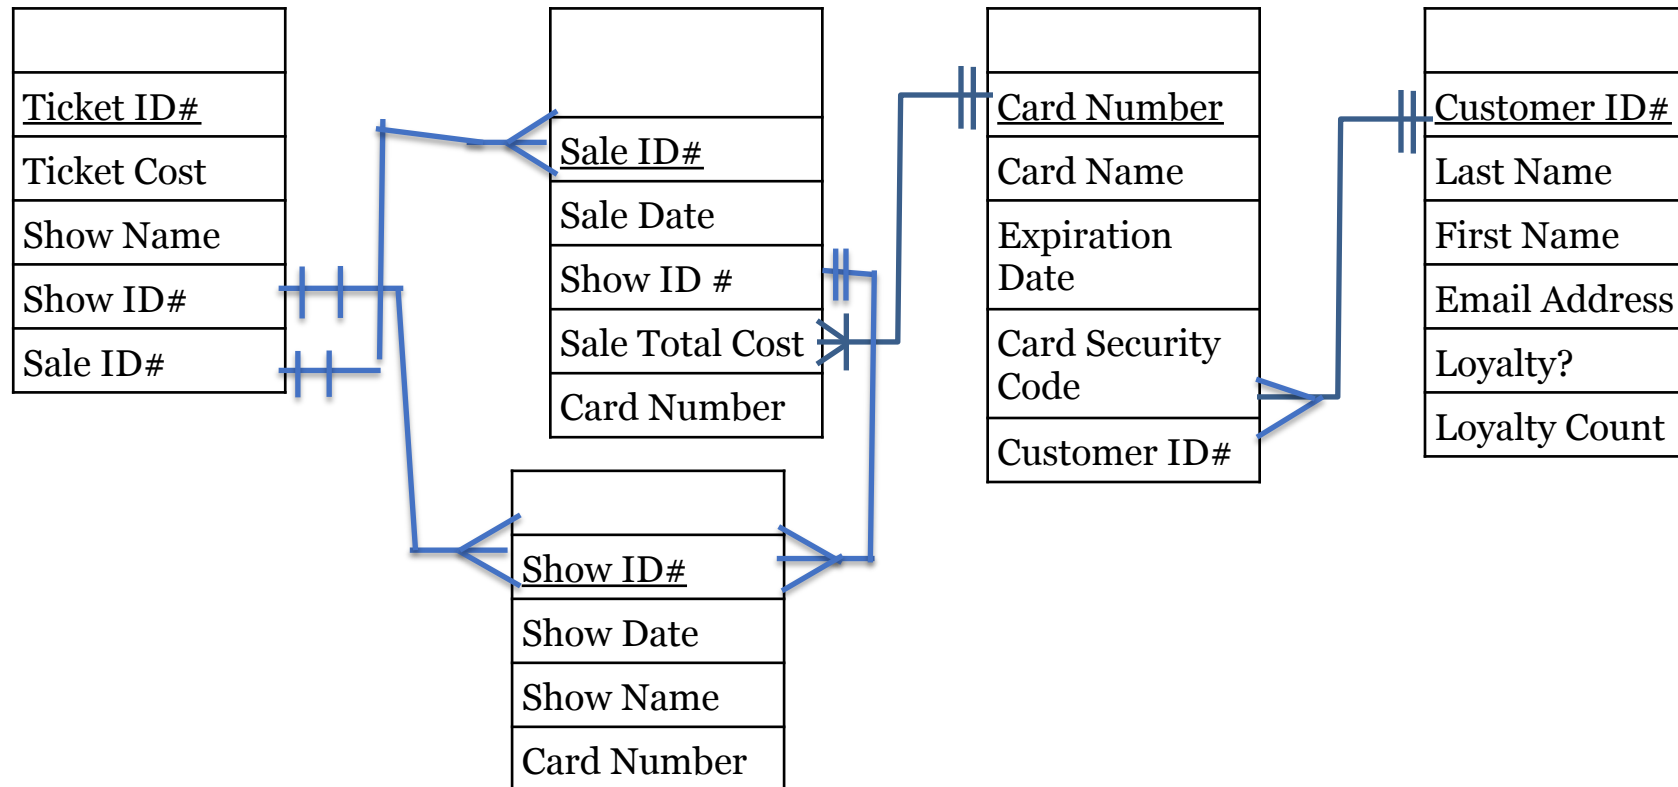 Ticket ID#
Ticket Cost
Show Name
Show ID#
Sale ID#
Sale ID#
Sale Date
Show ID #
Sale Total Cost
Card Number
Card Number
Card Name
Expiration
Date
Card Security
Code
Customer ID#
Customer ID#
Last Name
First Name
Email Address
Loyalty?
Loyalty Count
Show ID#
Show Date
Show Name
Card Number